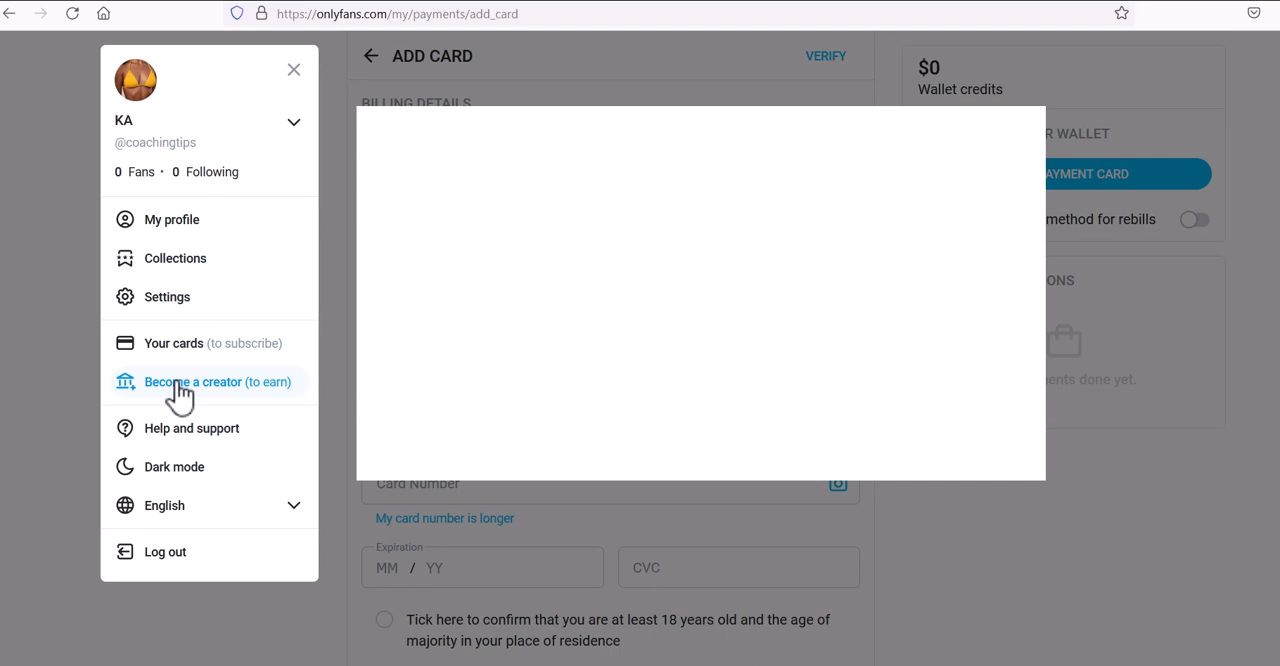 https://onlyfans.com/my/payments/add_card
KA
@coachingtips
0 Fans • 0 Following
My profile
Collections
Settings
Your cards (to subscribe)
Become a creator (to earn)
Help and support
Dark mode
English
Log out
ADD CARD
VERIFY
BILLING DETAILS
Card Number
My card number is longer
Expiration
MM / YY
CVC
Tick here to confirm that you are at least 18 years old and the age of
majority in your place of residence
$0
Wallet credits
R WALLET
AYMENT CARD
method for rebills
ONS
ents done yet.